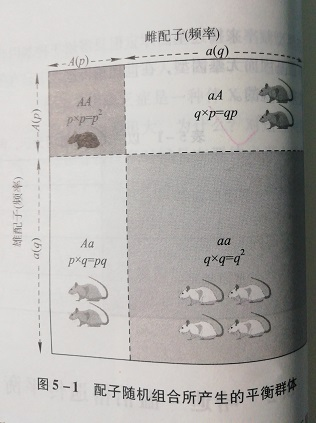 雌配子(频率)
A(p)
a(q)
雄配子(频率)
A(p)
a(q)
AA
p×p=p²
aA
q×p=qp
Aa
p×q=pq
aa
q×q=q²
图5-1 配子随机组合所产生的平衡群体